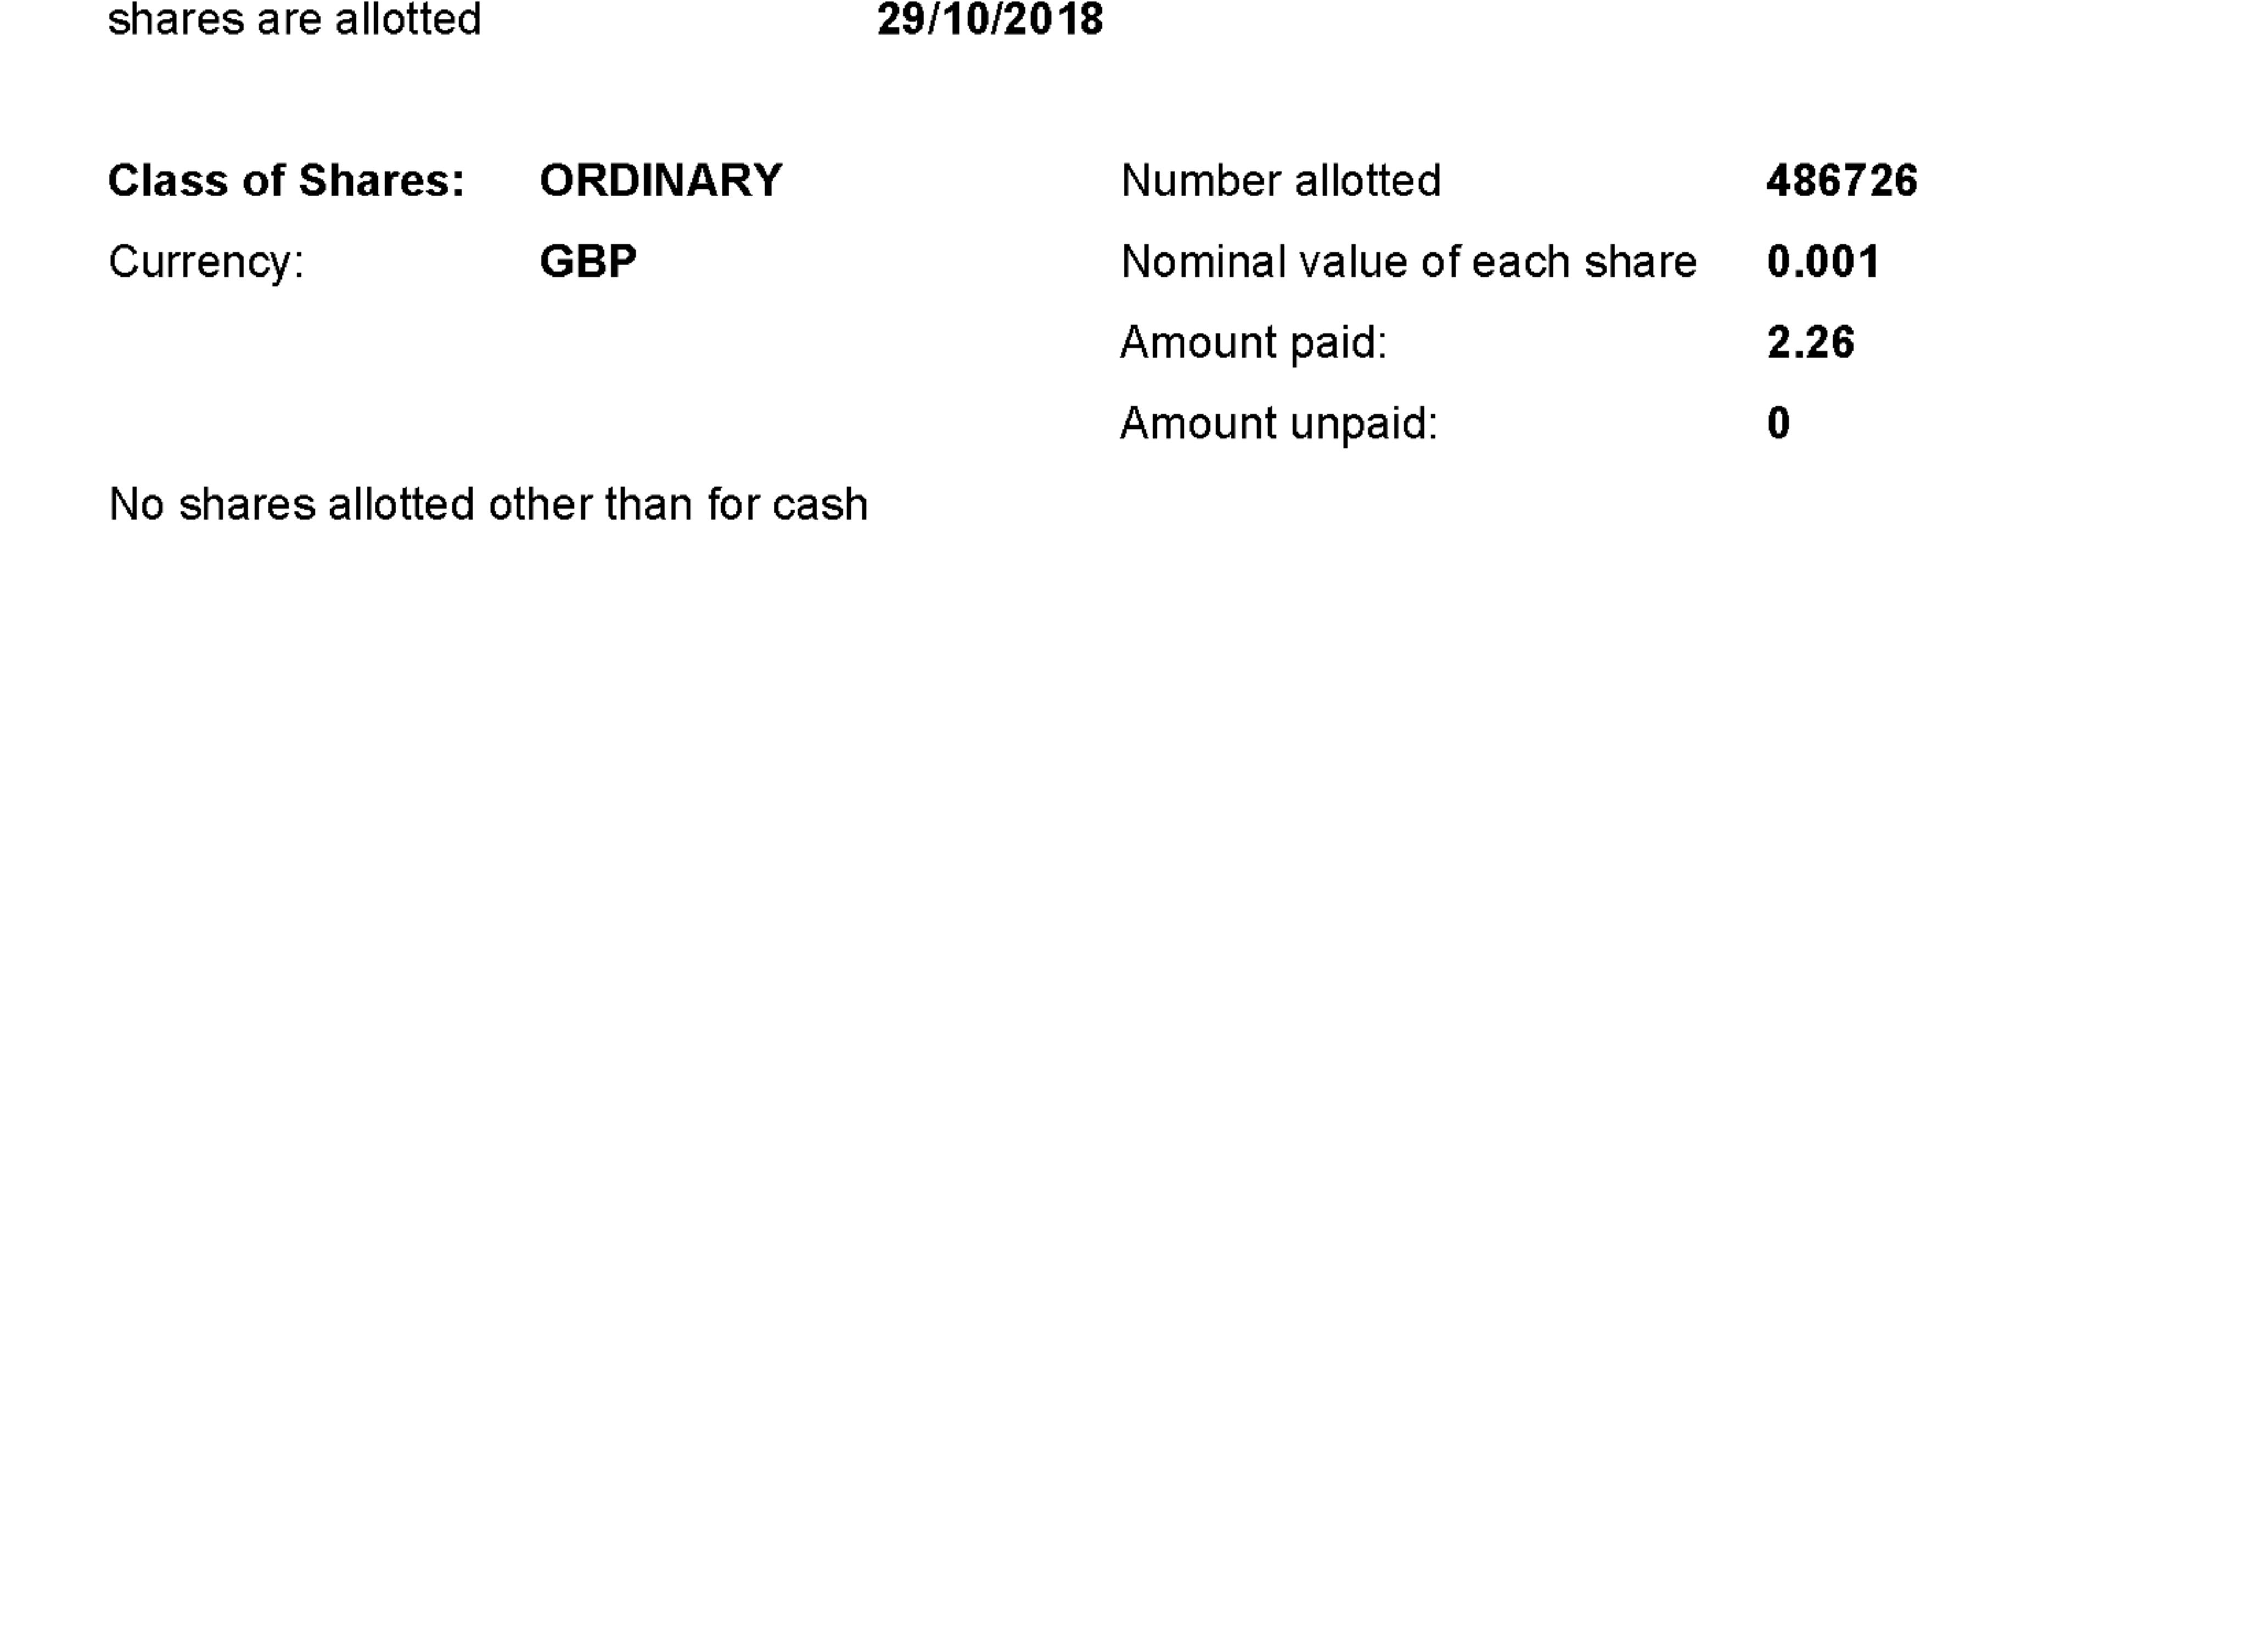 shares are allotted 29/10/2018
Class of Shares: ORDINARY Number allotted 486726
Currency: GBP Nominal value of each share 0.001
Amount paid: 2.26
Amount unpaid: 0
No shares allotted other than for cash